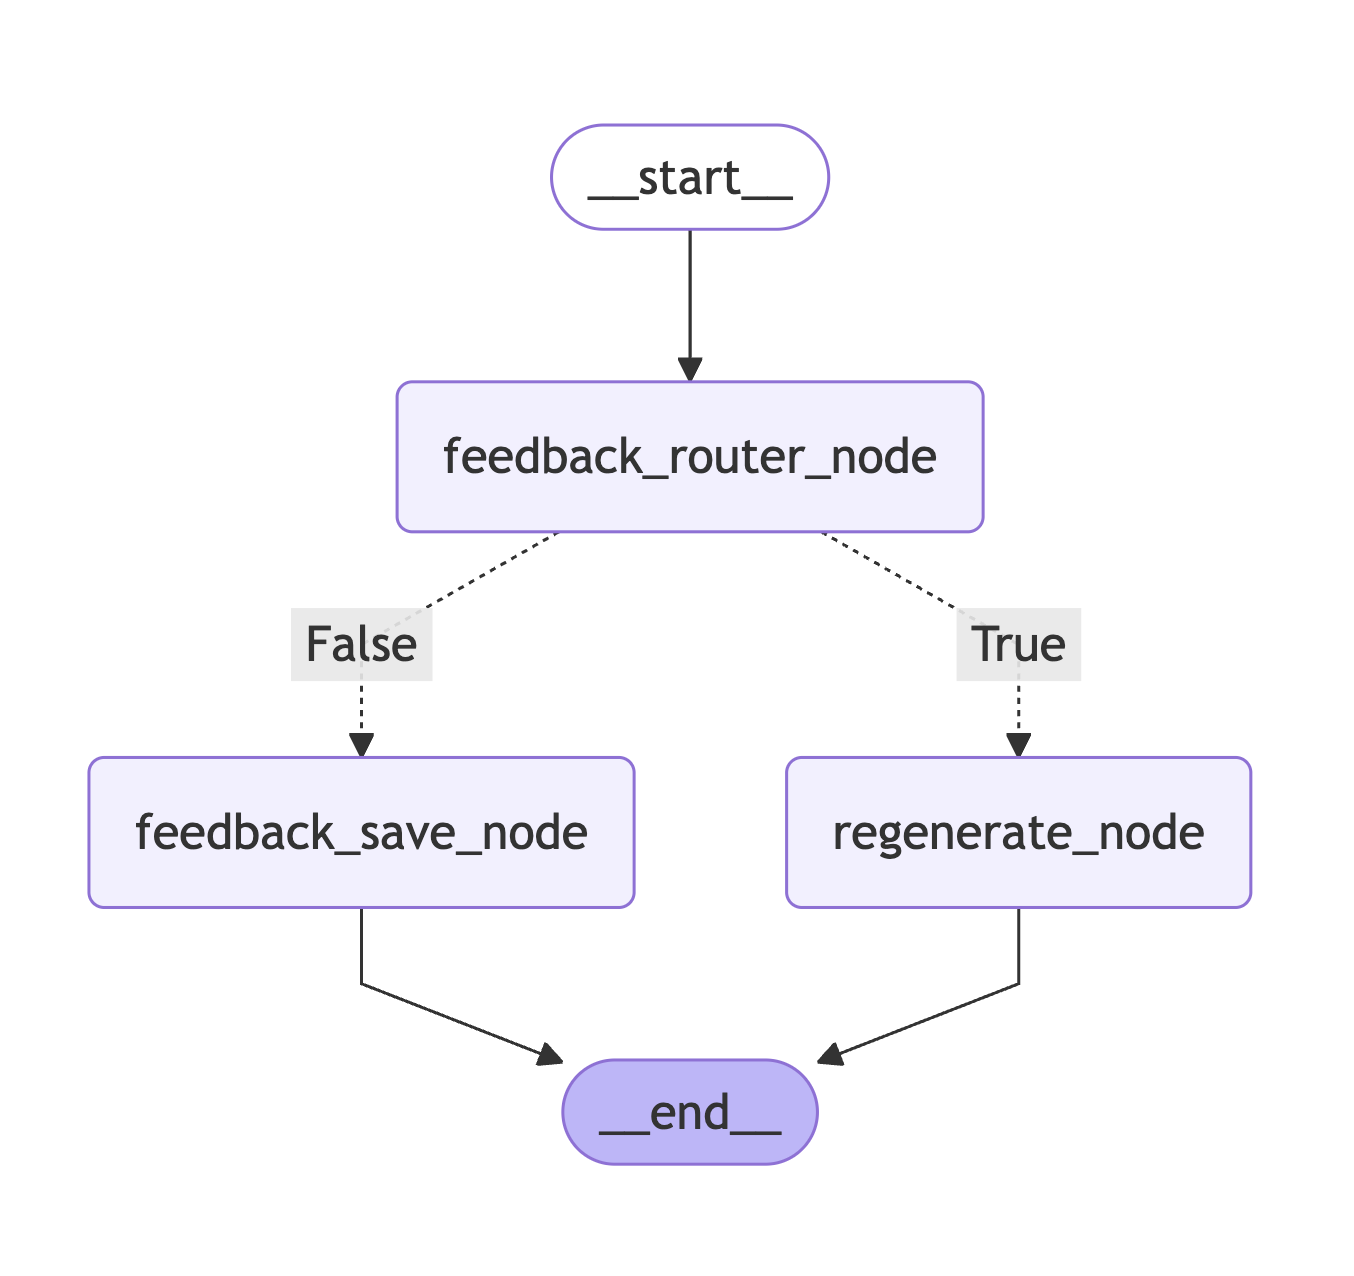 __start__
feedback_router_node
False
True
feedback_save_node
regenerate_node
__end__